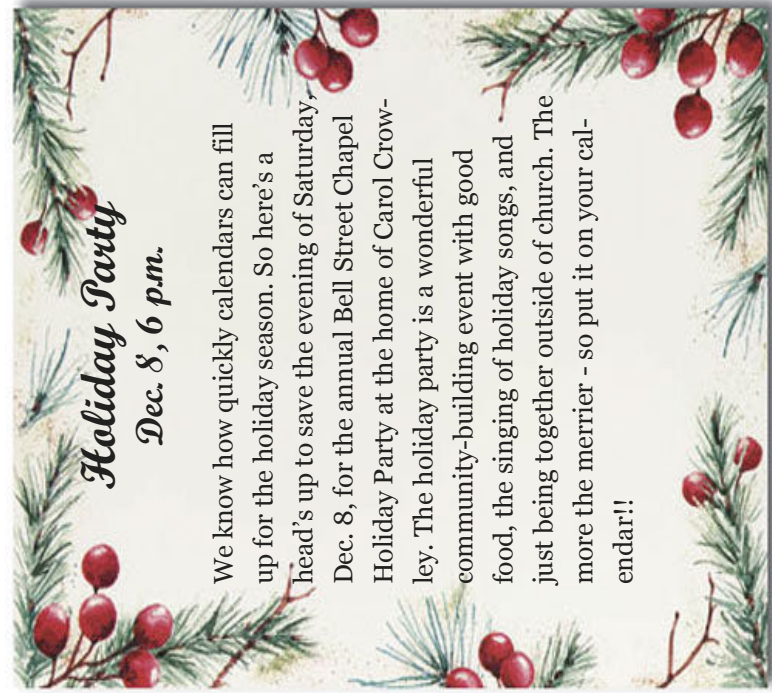 Holiday Party
Dec. 8, 6 p.m.
We know how quickly calendars can fill
up for the holiday season. So here's a
head's up to save the evening of Saturday,
Dec. 8, for the annual Bell Street Chapel
Holiday Party at the home of Carol Crow-
ley. The holiday party is a wonderful
community-building event with good
food, the singing of holiday songs, and
just being together outside of church. The
more the merrier - so put it on your cal-
endar!!